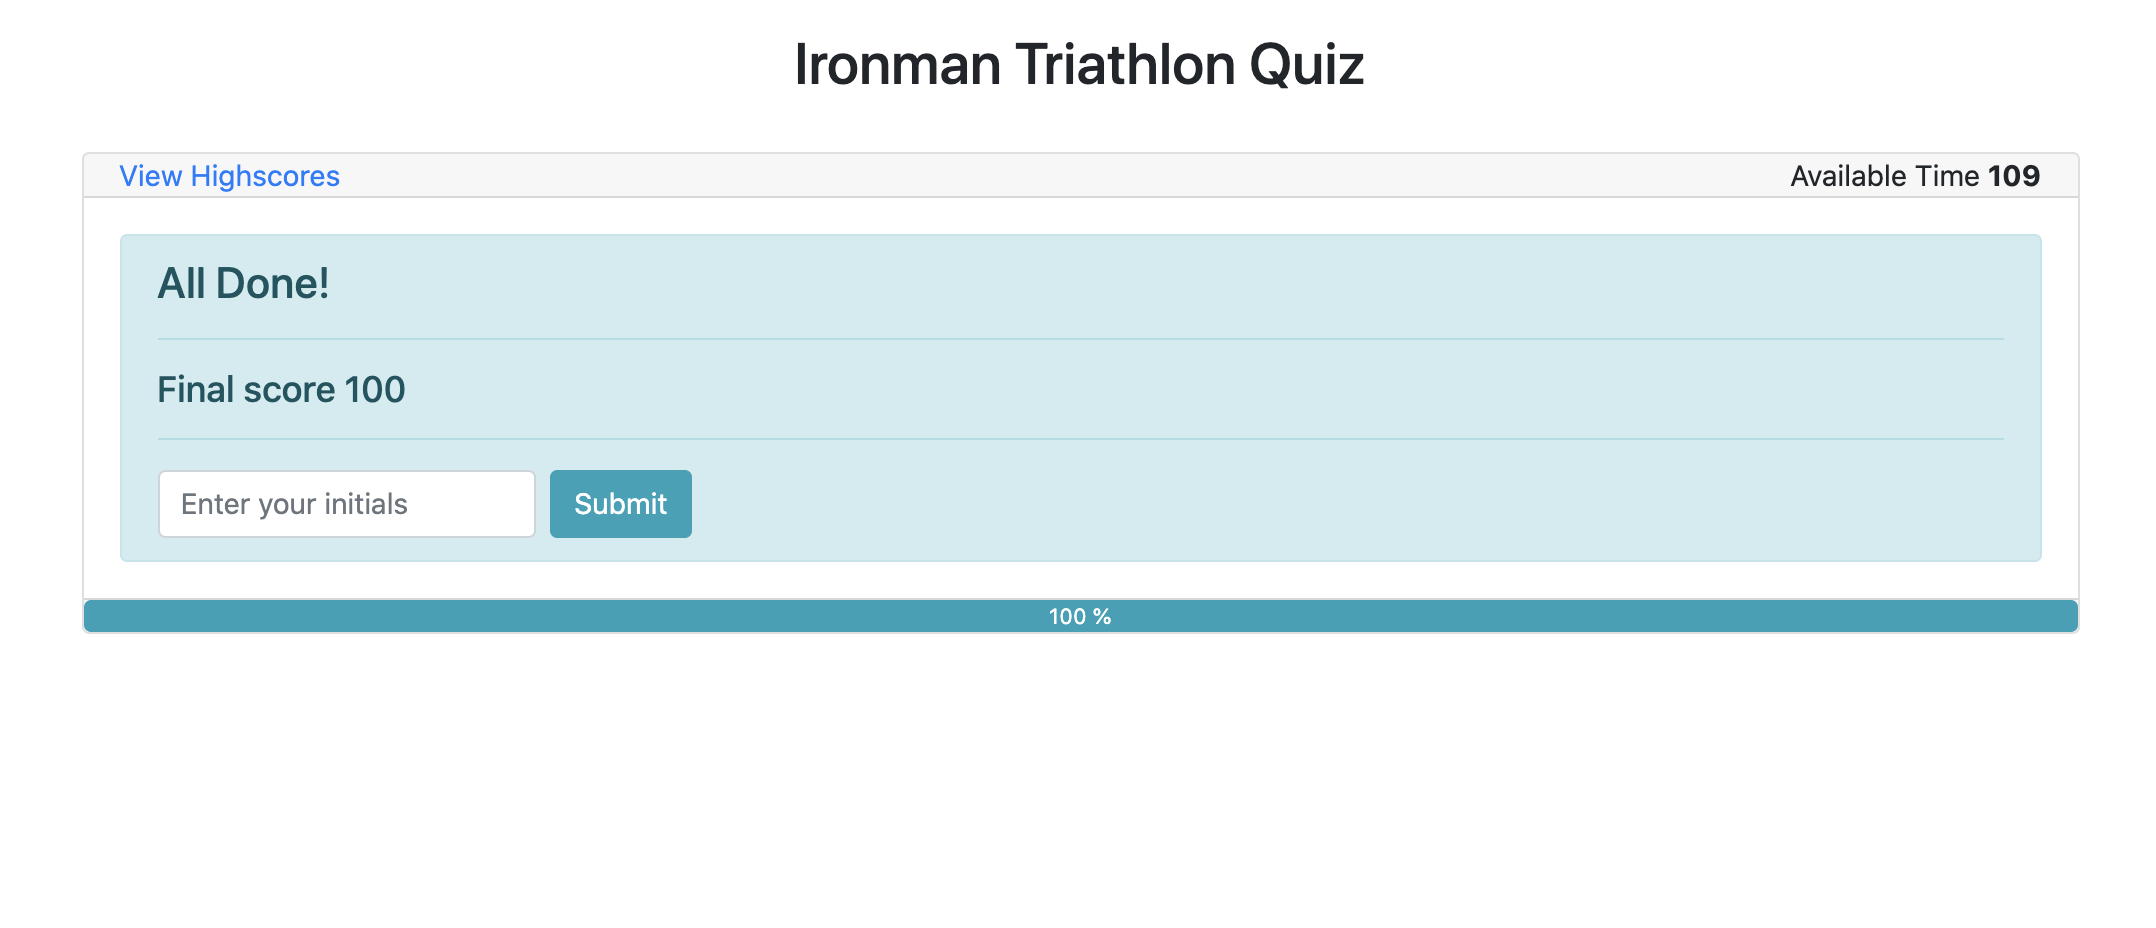 Ironman Triathlon Quiz
View Highscores
Available Time 109
All Done!
Final score 100
Enter your initials
Submit
100 %